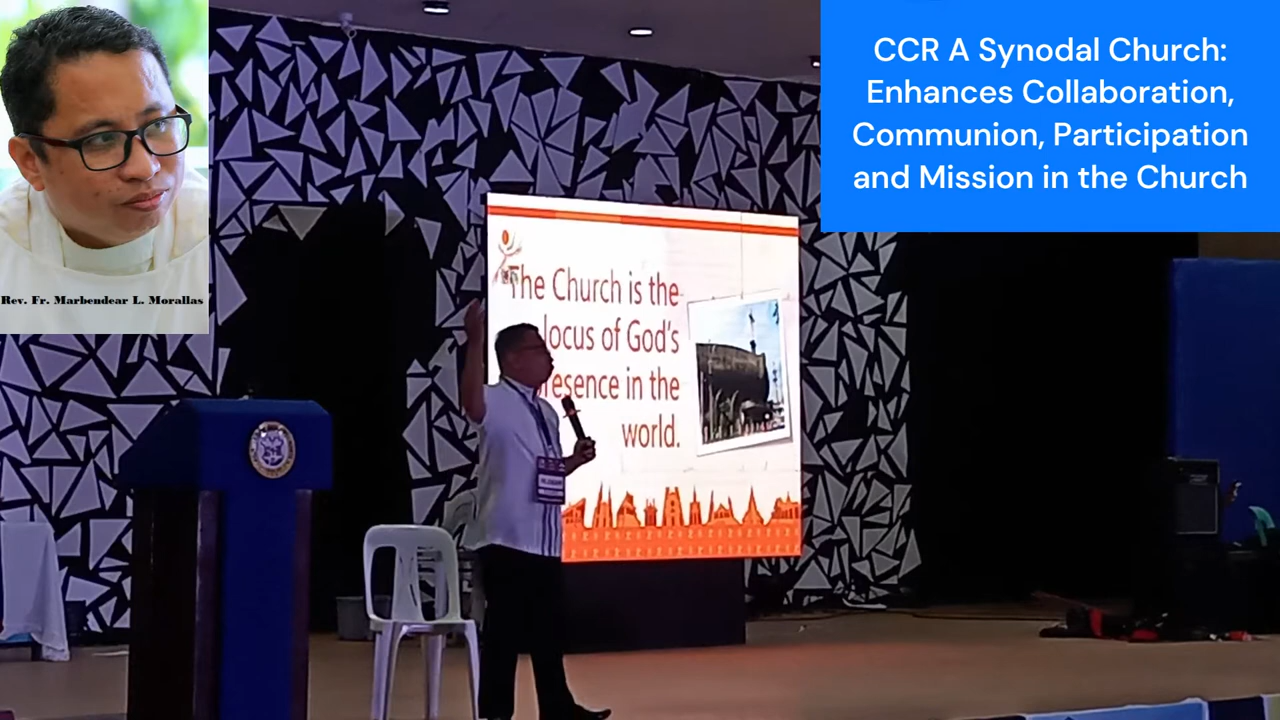 CCR A Synodal Church:
Enhances Collaboration,
Communion, Participation
and Mission in the Church
Rev. Fr. Marbendear L. Morallas
The Church is the
locus of God's
presence in the
world.